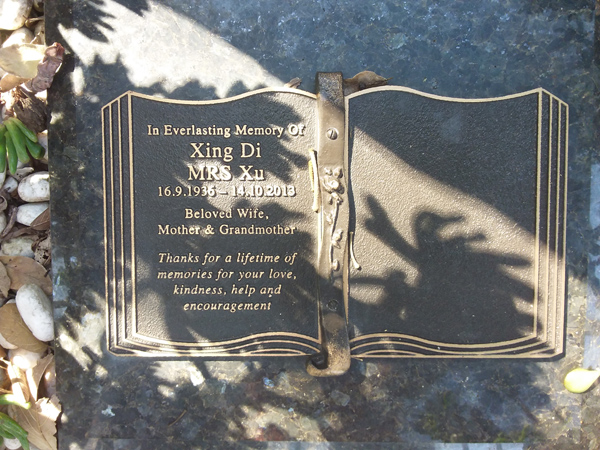 In Everlasting Memory Of
Xing Di
MRS Xu
16.9.1936 – 14.10.2013
Beloved Wife,
Mother & Grandmother
Thanks for a lifetime of
memories for your love,
kindness, help and
encouragement